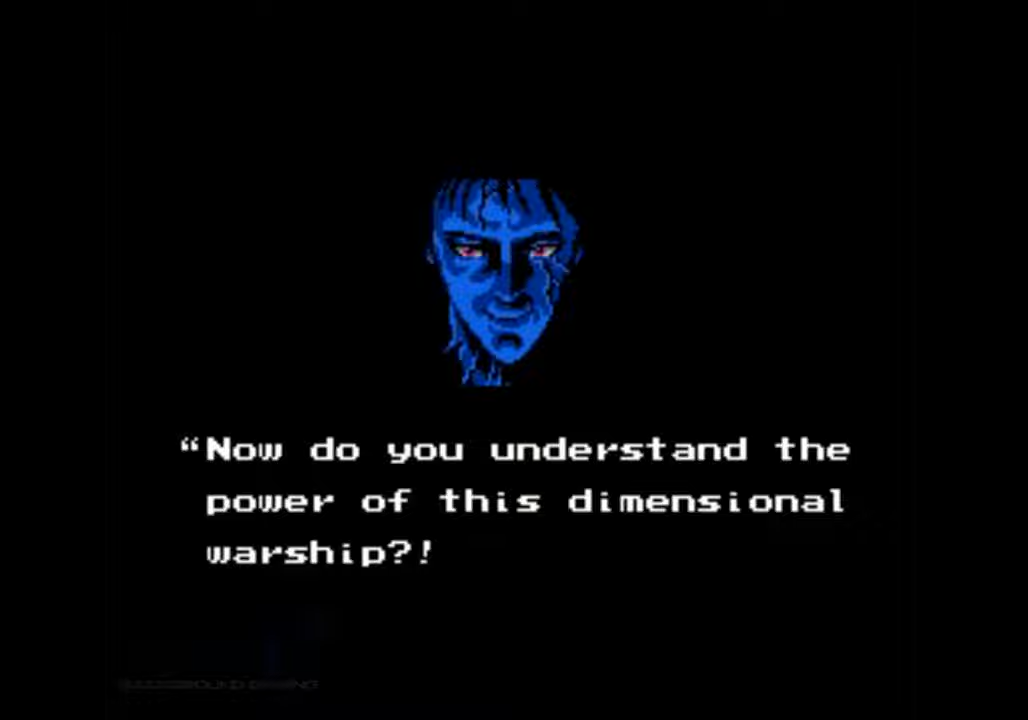 “Now do you understand the
power of this dimensional
warship?!